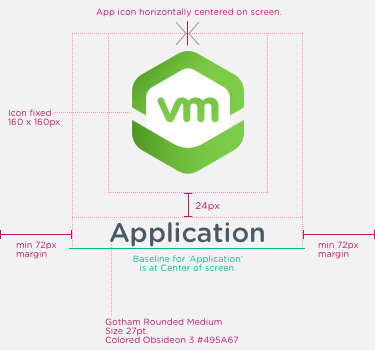 App icon horizontally centered on screen.
Icon fixed
160 x 160px
vm
24px
Application
min 72px
margin
min 72px
margin
Baseline for 'Application'
is at Center of screen.
Gotham Rounded Medium
Size 27pt.
Colored Obsideon 3 #495A67